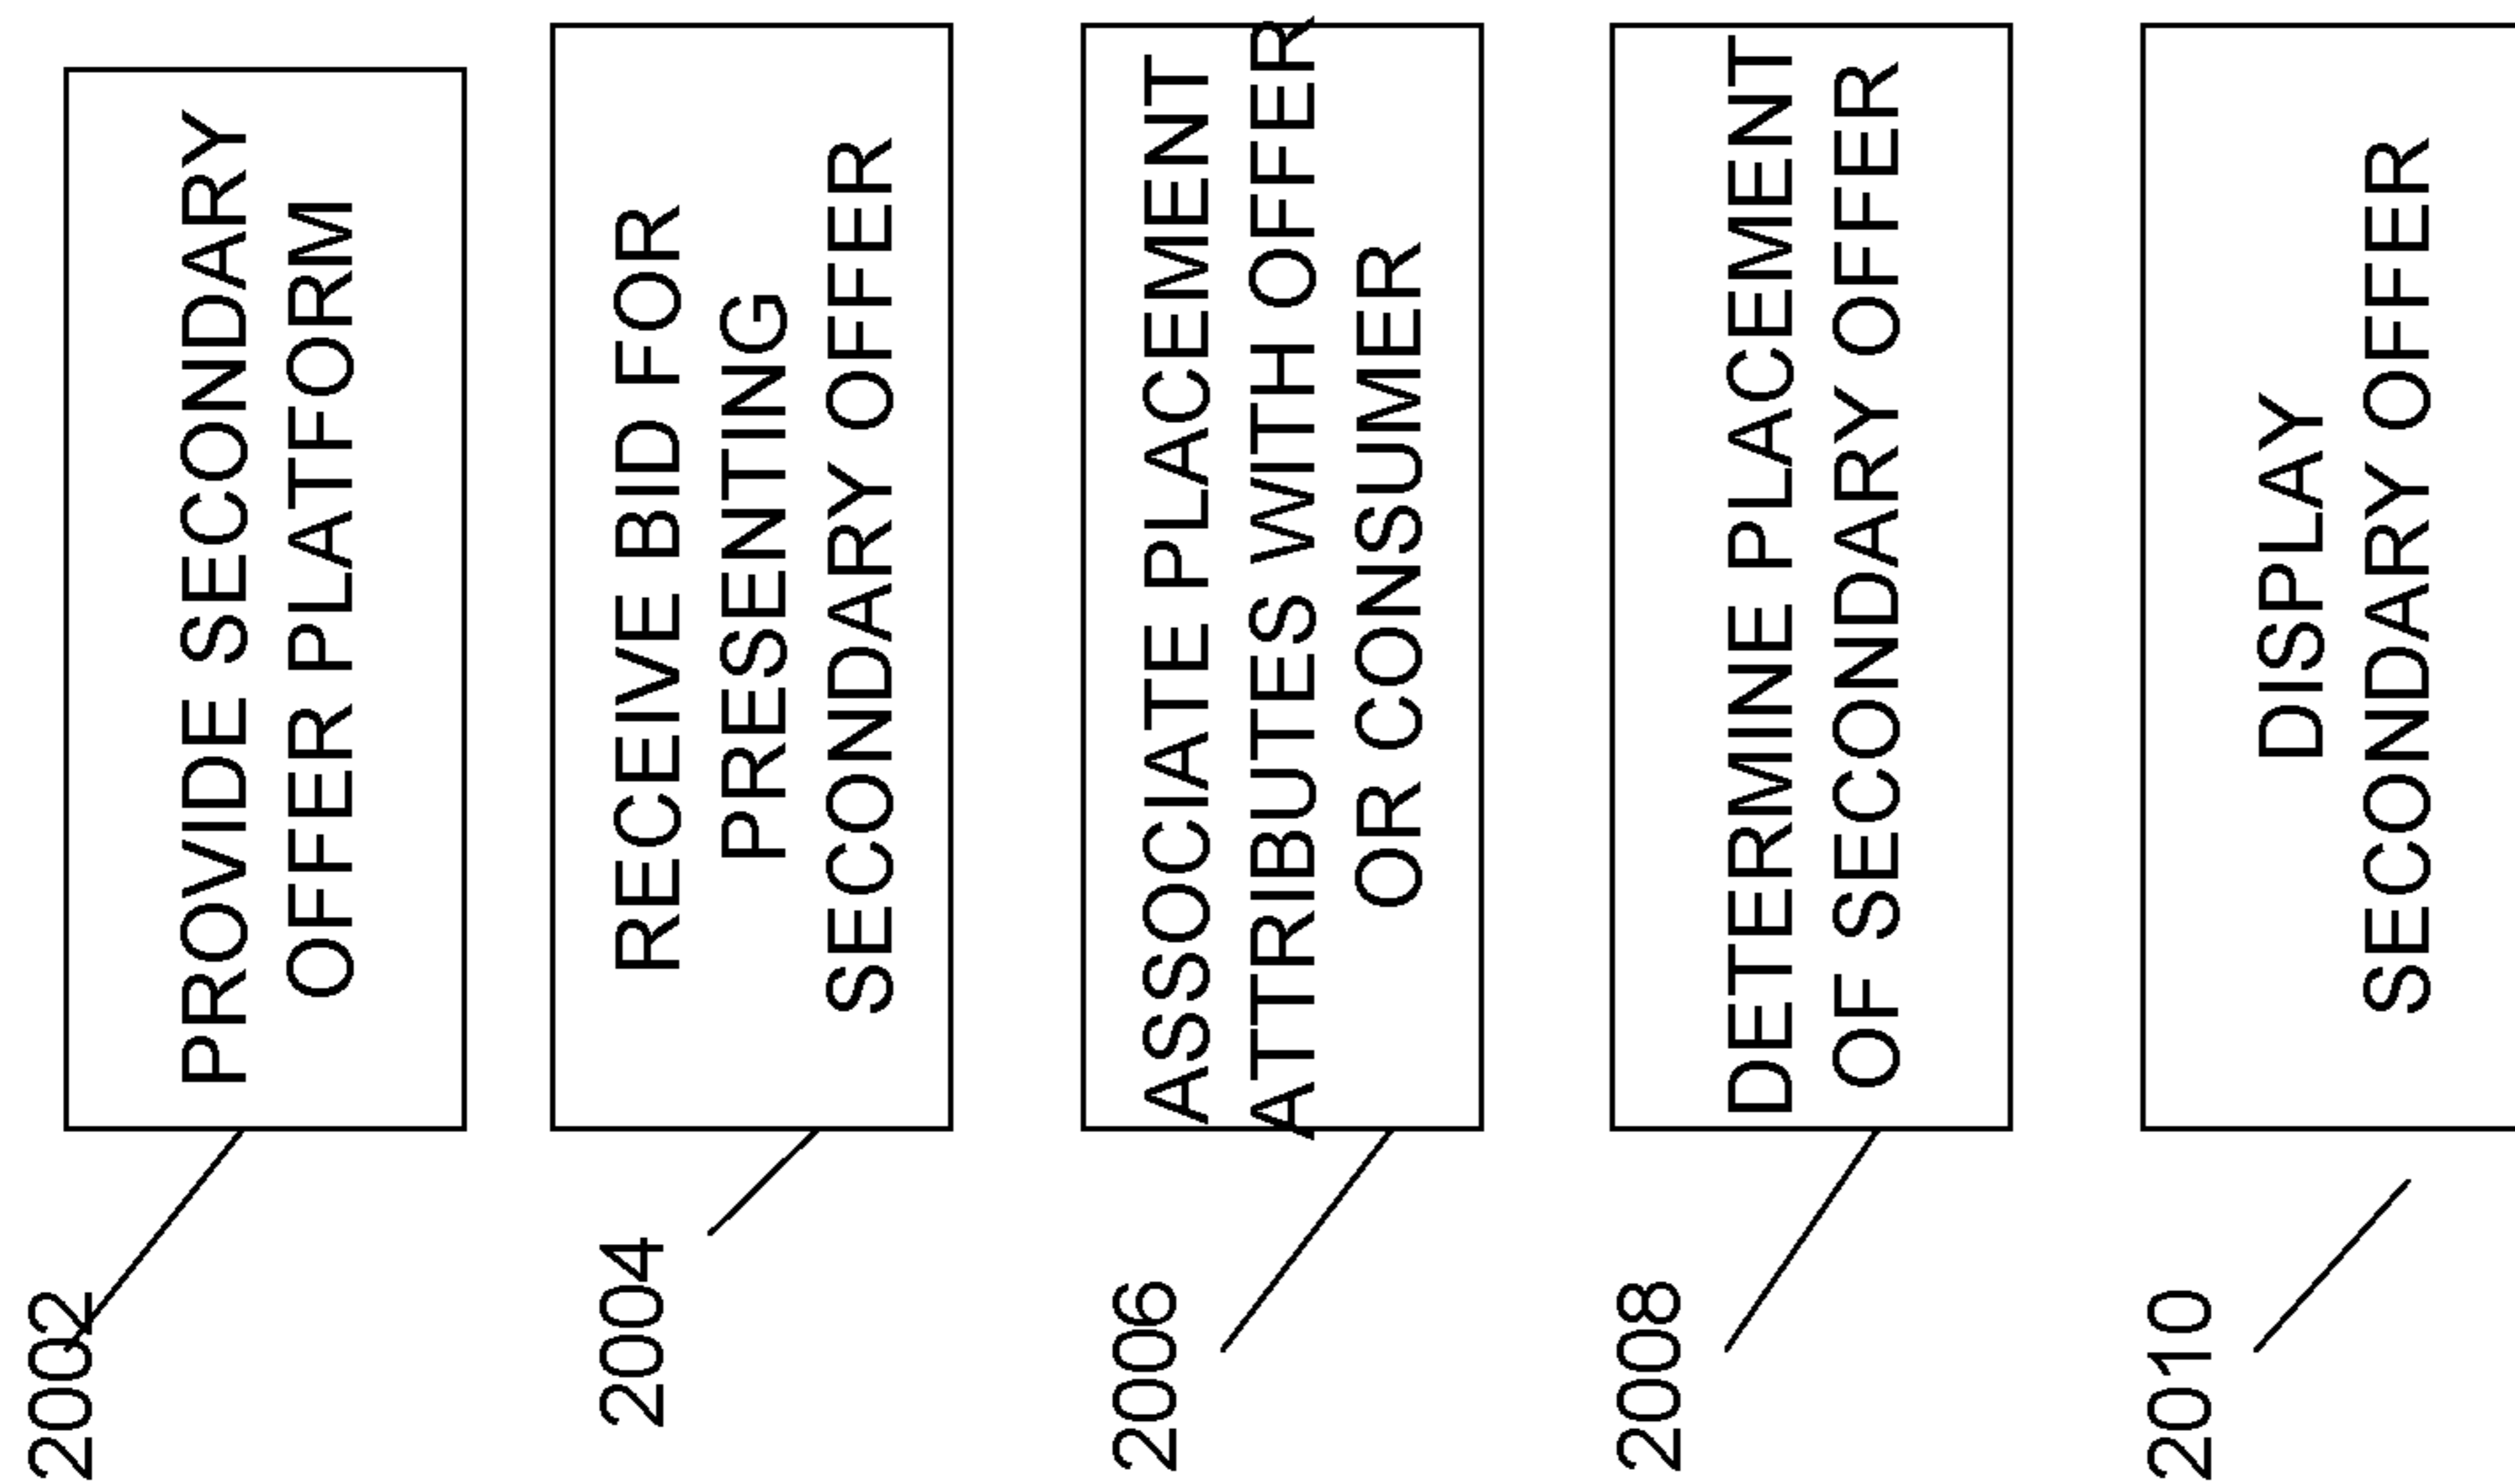 2002
PROVIDE SECONDARY
OFFER PLATFORM
2004
RECEIVE BID FOR
PRESENTING
SECONDARY OFFER
2006
ASSOCIATE PLACEMENT
ATTRIBUTES WITH OFFER
OR CONSUMER
2008
DETERMINE PLACEMENT
OF SECONDARY OFFER
2010
DISPLAY
SECONDARY OFFER